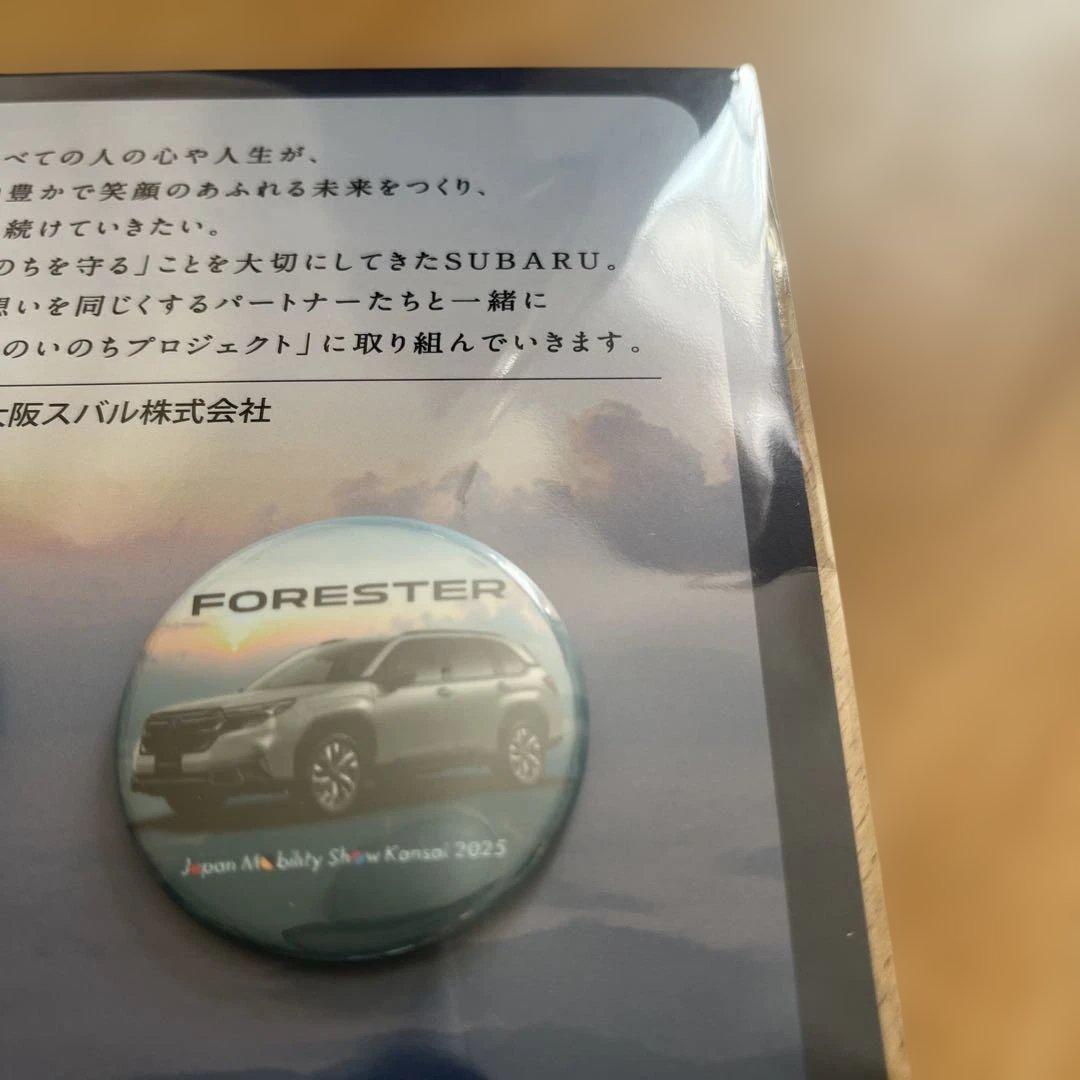 べての人の心や人生が、
豊かで笑顔のあふれる未来をつくり、
続けていきたい。
のちを守る」ことを大切にしてきたSUBARU。
想いを同じくするパートナーたちと一緒に
のいのちプロジェクト」に取り組んでいきます。
大阪スバル株式会社
FORESTER
Japan Mobility Show Kansai 2025